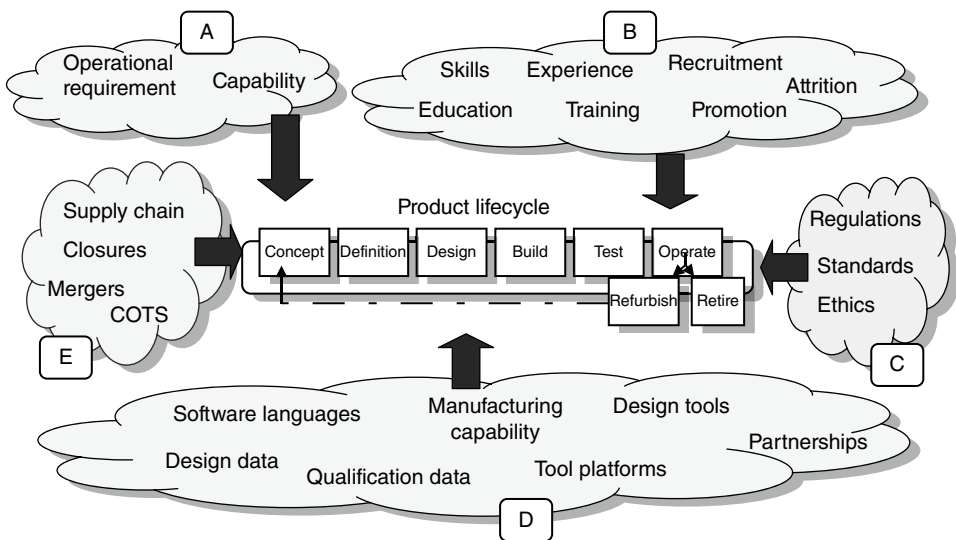 A
Operational
requirement
Capability
B
Skills
Experience
Recruitment
Attrition
Education
Training
Promotion
Supply chain
Closures
Mergers
COTS
E
Product lifecycle
Concept
Definition
Design
Build
Test
Operate
Refurbish
Retire
Regulations
Standards
Ethics
C
Software languages
Manufacturing
capability
Design tools
Partnerships
Design data
Qualification data
Tool platforms
D